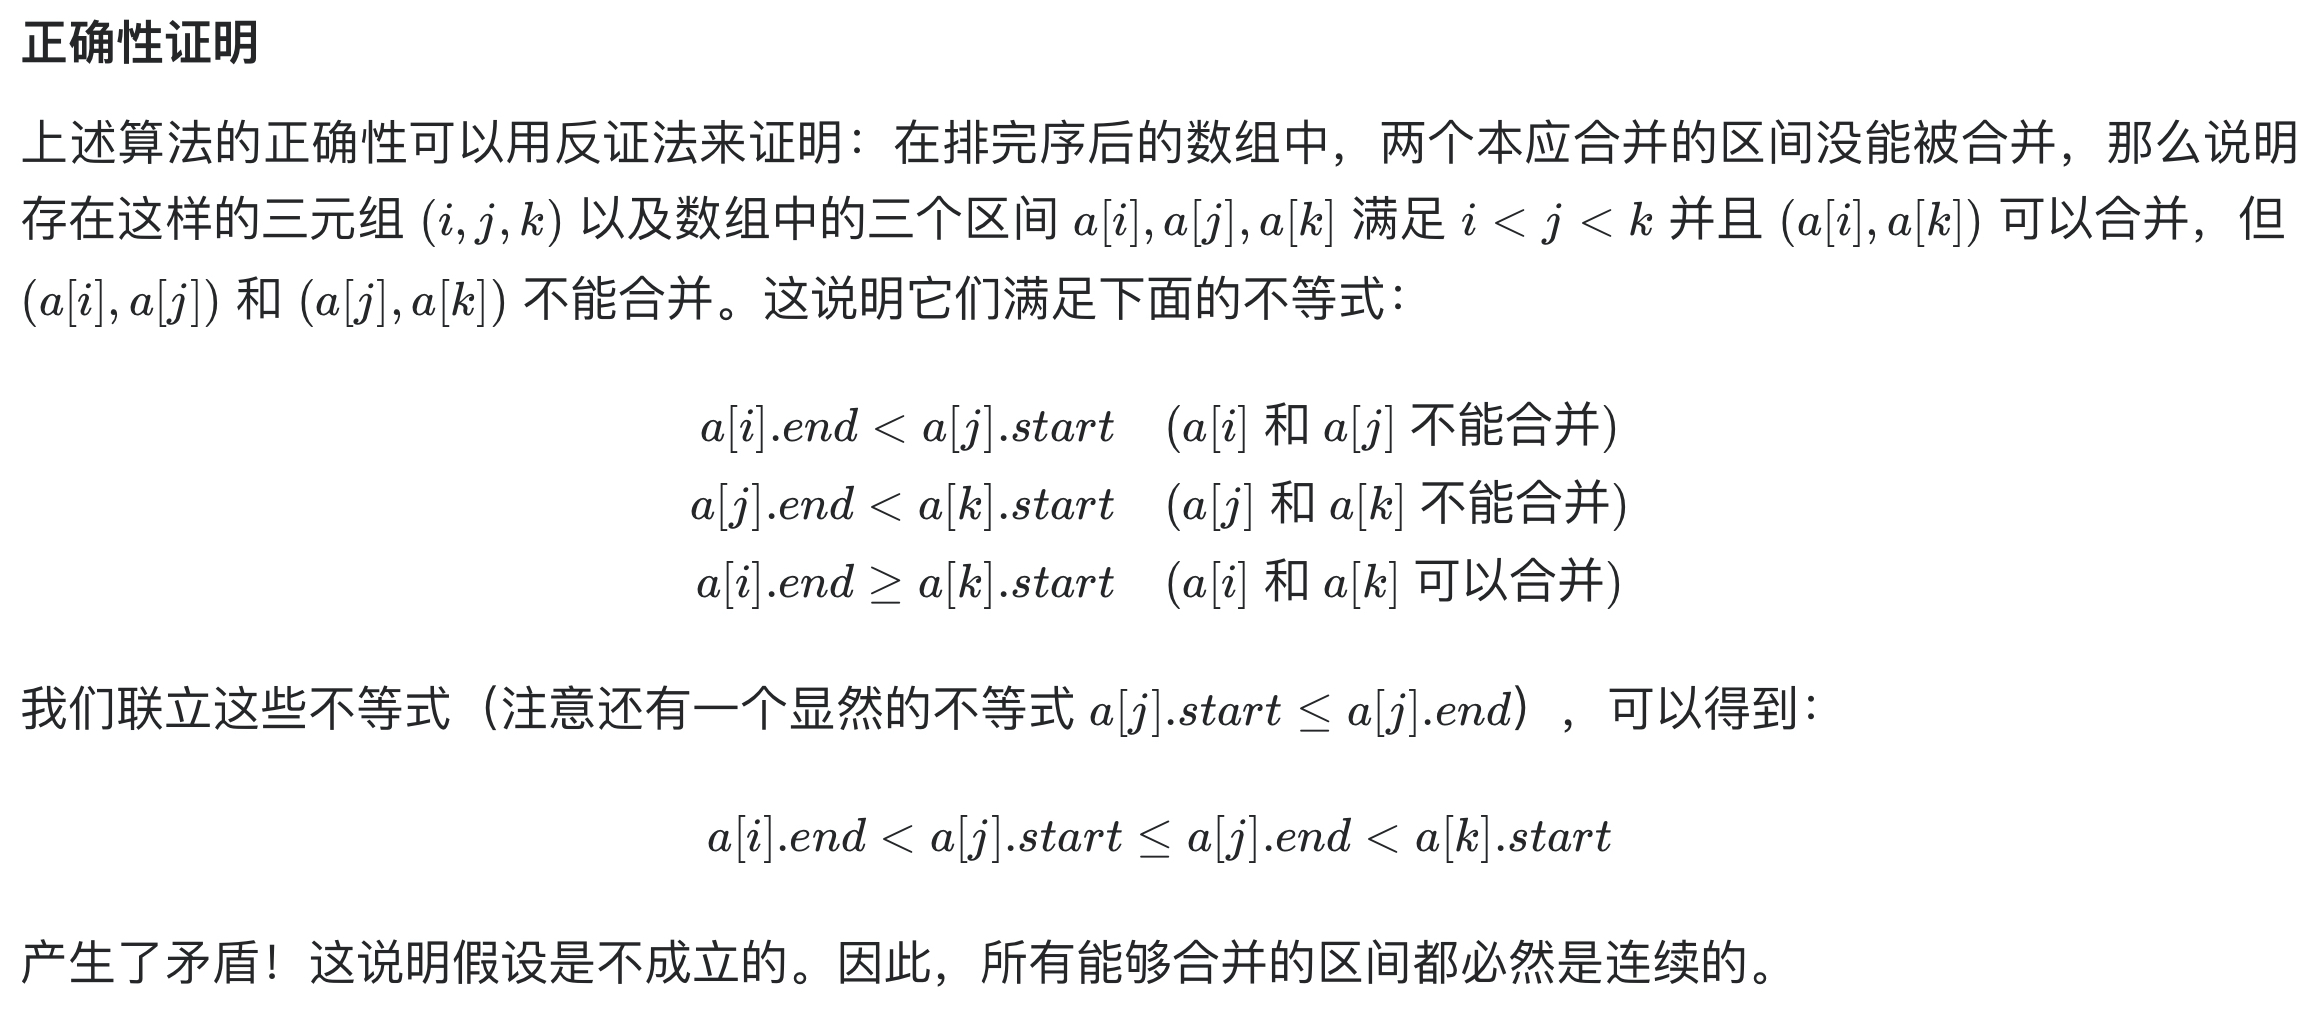 正确性证明
上述算法的正确性可以用反证法来证明：在排完序后的数组中，两个本应合并的区间没能被合并，那么说明
存在这样的三元组 (i, j, k) 以及数组中的三个区间 a[i], a[j], a[k] 满足 i < j < k 并且 (a[i], a[k]) 可以合并，但
(a[i], a[j]) 和 (a[j], a[k]) 不能合并。这说明它们满足下面的不等式：
a[i].end < a[j].start (a[i] 和 a[j] 不能合并)
a[j].end < a[k].start (a[j] 和 a[k] 不能合并)
a[i].end ≥ a[k].start (a[i] 和 a[k] 可以合并)
我们联立这些不等式（注意还有一个显然的不等式 a[j].start ≤ a[j].end），可以得到：
a[i].end < a[j].start ≤ a[j].end < a[k].start
产生了矛盾！这说明假设是不成立的。因此，所有能够合并的区间都必然是连续的。